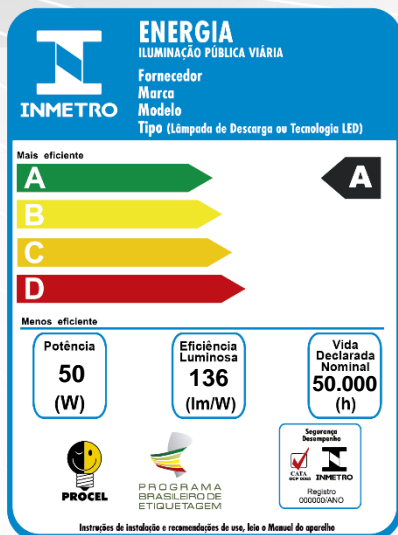 ENERGIA
ILUMINAÇÃO PÚBLICA VIÁRIA
Fornecedor
Marca
Modelo
Tipo (Lâmpada de Descarga ou Tecnologia LED)
INMETRO
Mais eficiente
A
A
B
C
D
Menos eficiente
Potência
50
(W)
Eficiência
Luminosa
136
(lm/W)
Vida
Declarada
Nominal
50.000
(h)
PROCEL
PROGRAMA
BRASILEIRO DE
ETIQUETAGEM
Segurança
Desempenho
INMETRO
Registro
000000/ANO
Instruções de instalação e recomendações de uso, leia o Manual do aparelho